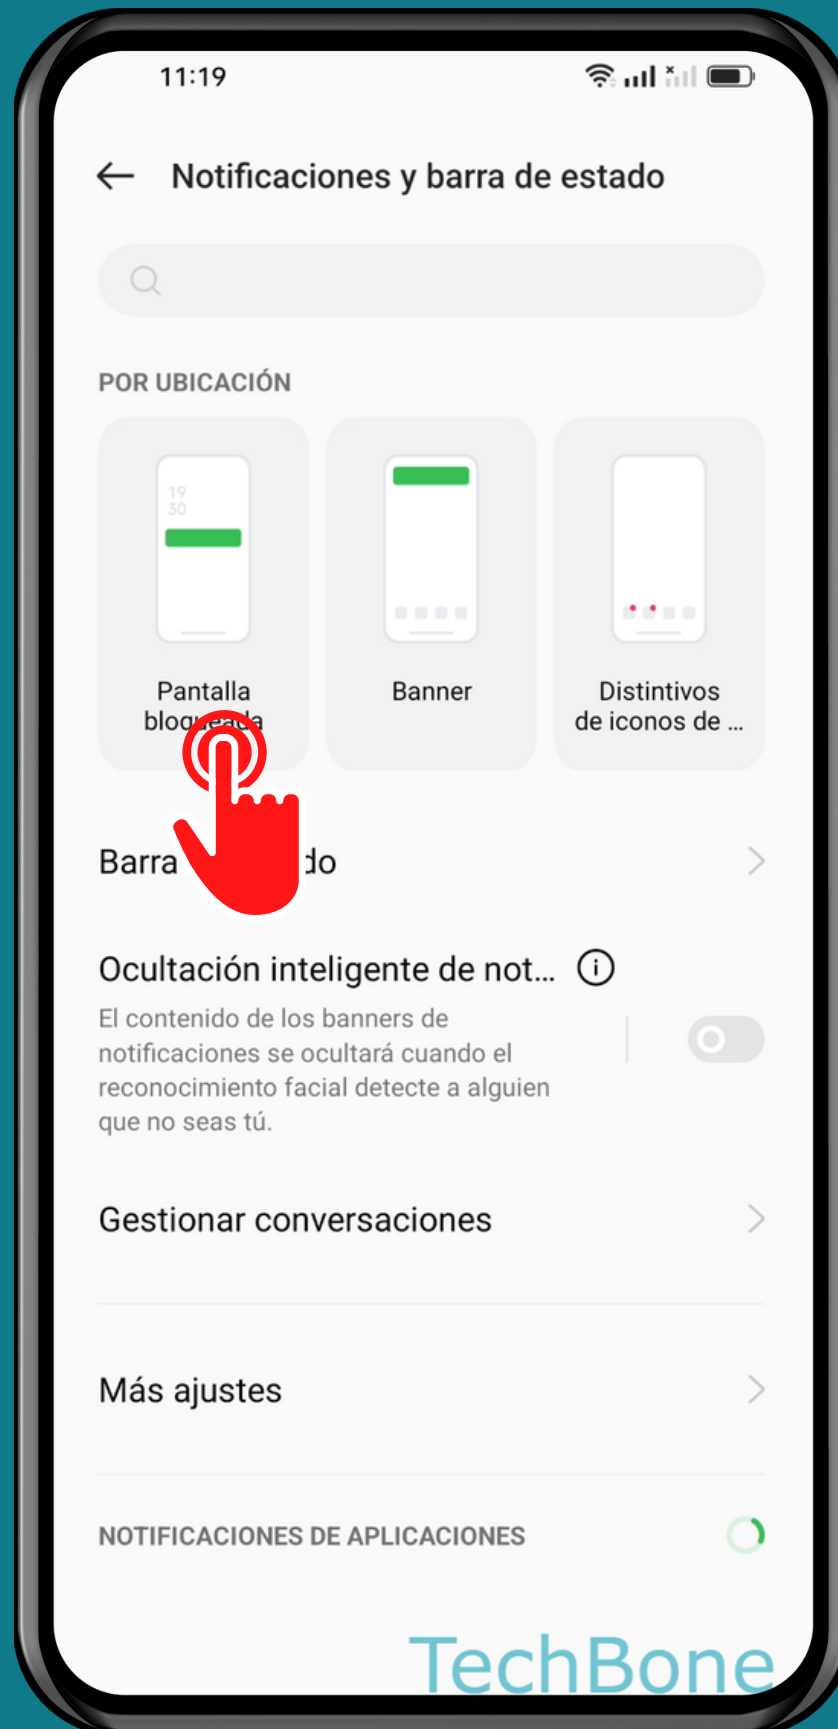 11:19
Notificaciones y barra de estado
POR UBICACIÓN
19
30
Pantalla
bloqueada
Banner
Distintivos
de iconos de ...
Barra do
Ocultación inteligente de not...
El contenido de los banners de
notificaciones se ocultará cuando el
reconocimiento facial detecte a alguien
que no seas tú.
Gestionar conversaciones
Más ajustes
NOTIFICACIONES DE APLICACIONES
TechBone